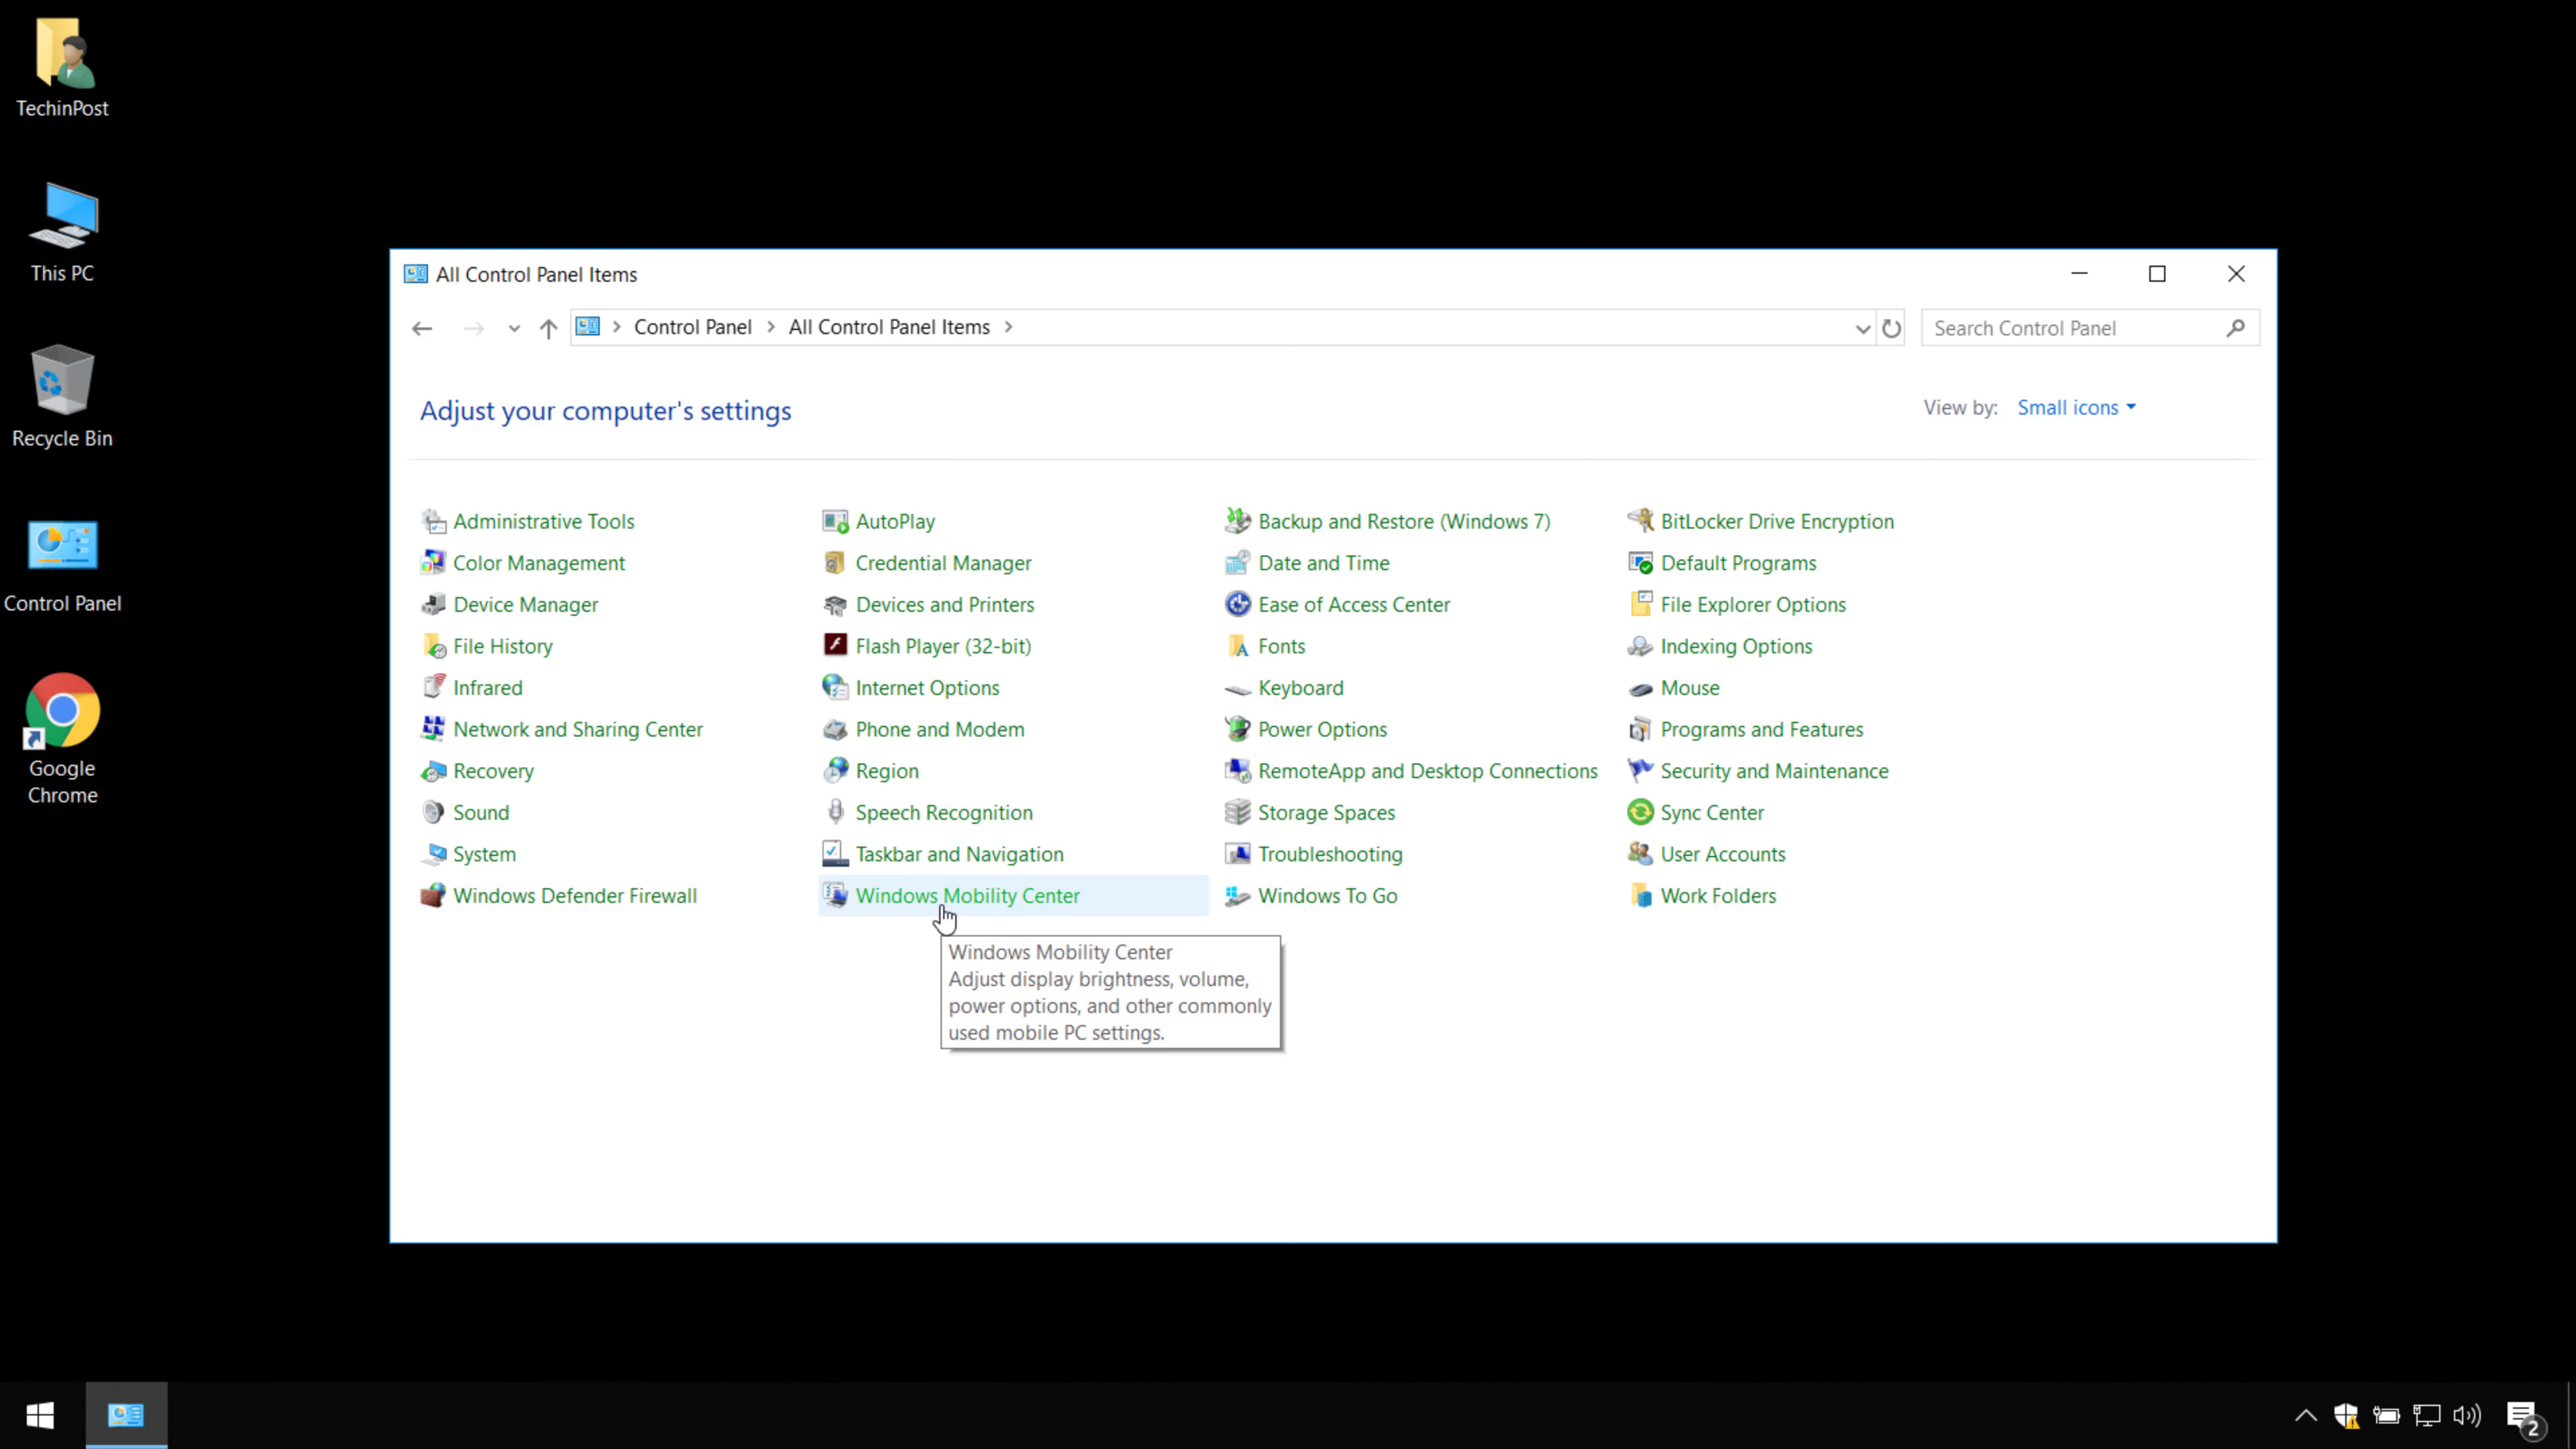 TechinPost
This PC
Recycle Bin
Control Panel
Google
Chrome
All Control Panel Items
Control Panel
All Control Panel Items
Search Control Panel
Adjust your computer's settings
View by: Small icons
Administrative Tools
AutoPlay
Backup and Restore (Windows 7)
BitLocker Drive Encryption
Color Management
Credential Manager
Date and Time
Default Programs
Device Manager
Devices and Printers
Ease of Access Center
File Explorer Options
File History
Flash Player (32-bit)
Fonts
Indexing Options
Infrared
Internet Options
Keyboard
Mouse
Network and Sharing Center
Phone and Modem
Power Options
Programs and Features
Recovery
Region
RemoteApp and Desktop Connections
Security and Maintenance
Sound
Speech Recognition
Storage Spaces
Sync Center
System
Taskbar and Navigation
Troubleshooting
User Accounts
Windows Defender Firewall
Windows Mobility Center
Windows To Go
Work Folders
Windows Mobility Center
Adjust display brightness, volume,
power options, and other commonly
used mobile PC settings.
2